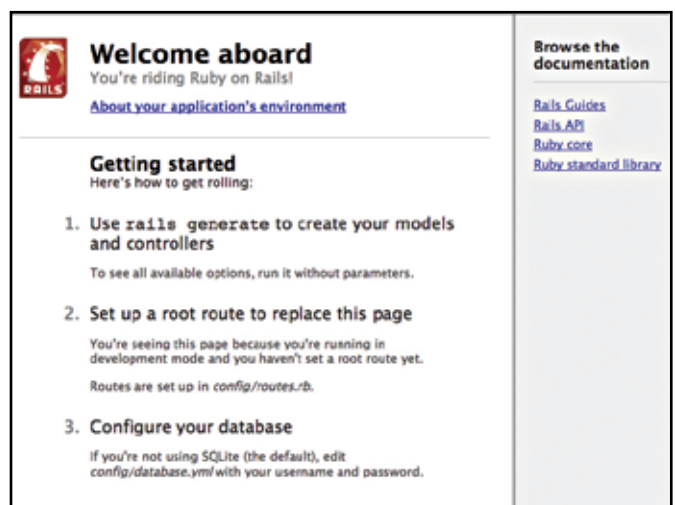 RAILS
Welcome aboard
You're riding Ruby on Rails!
About your application's environment
Getting started
Here's how to get rolling:
1. Use rails generate to create your models
and controllers
To see all available options, run it without parameters.
2. Set up a root route to replace this page
You're seeing this page because you're running in
development mode and you haven't set a root route yet.
Routes are set up in config/routes.rb.
3. Configure your database
If you're not using SQLite (the default), edit
config/database.yml with your username and password.
Browse the
documentation
Rails Guides
Rails API
Ruby core
Ruby standard library